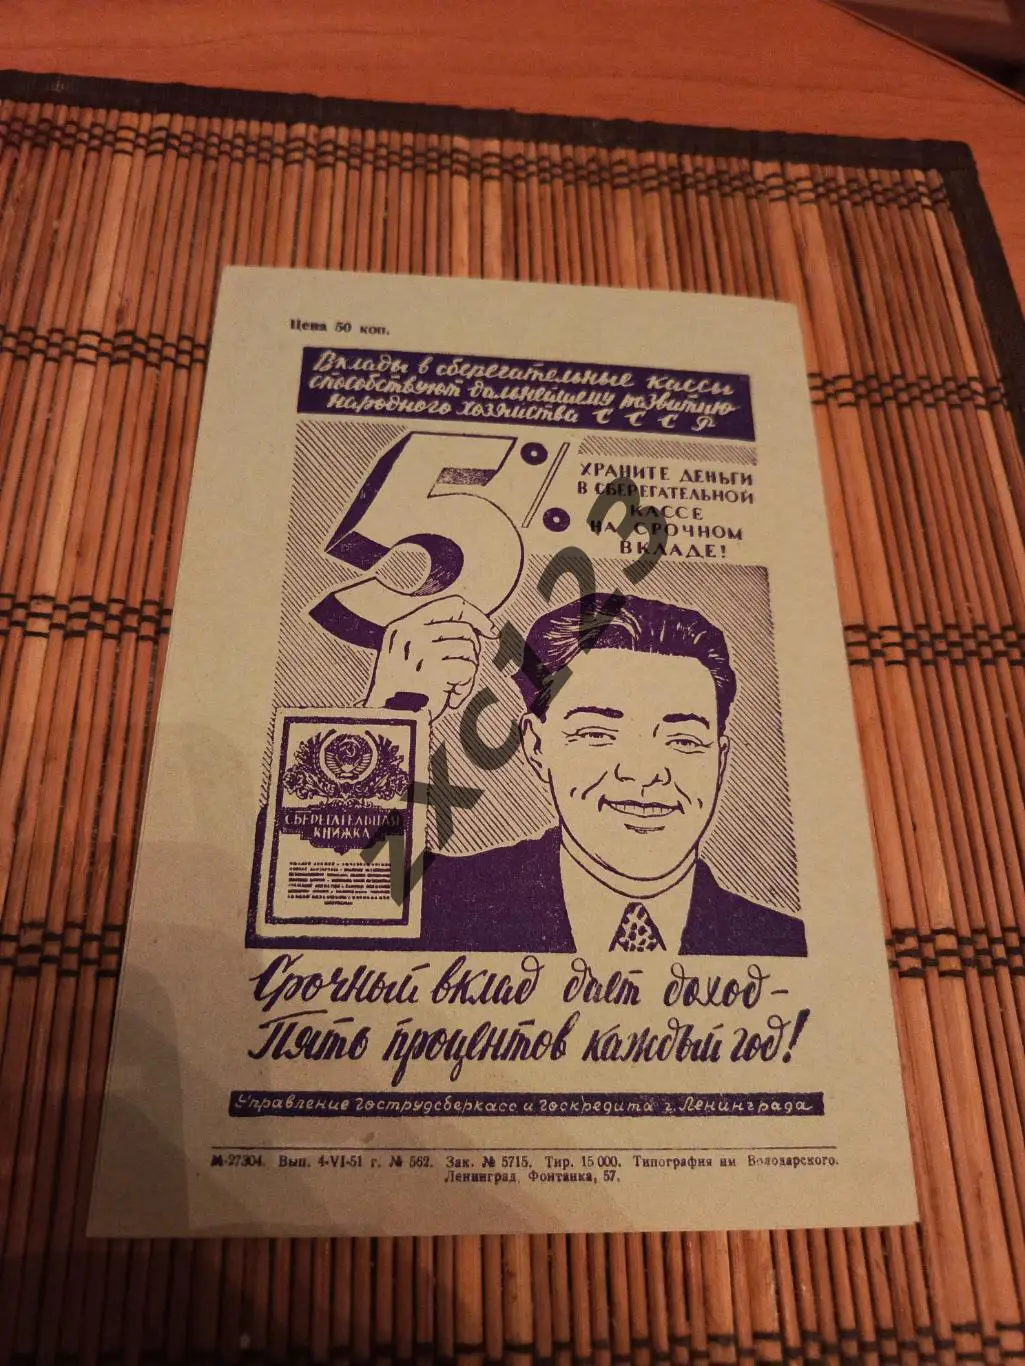 Цена 50 коп.
Вклады в сберегательные кассы
способствуют дальнейшему развитию
народного хозяйства СССР
5%
ХРАНИТЕ ДЕНЬГИ
В СБЕРЕГАТЕЛЬНОЙ
КАССЕ
НА СРОЧНОМ
ВКЛАДЕ!
СБЕРЕГАТЕЛЬНАЯ
КНИЖКА
Срочный вклад дает доход-
Пять процентов каждый год!
Управление Гострудсберкасс и госкредита г. Ленинграда
М-27304. Вып. 4-VI-51 г. № 562. Зак. № 5715. Тир. 15 000. Типография им Володарского.
Ленинград, Фонтанка, 57.
zxc123